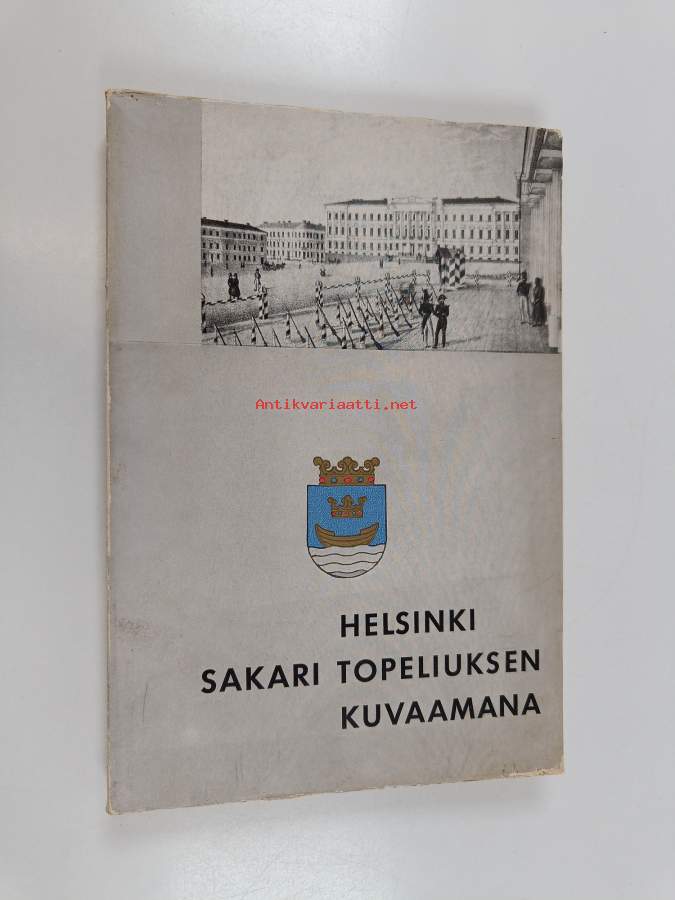 Antikvariaatti.net
HELSINKI
SAKARI TOPELIUKSEN
KUVAAMANA